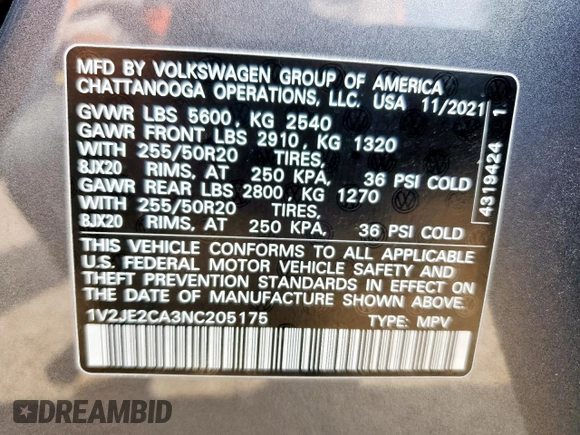 MFD BY VOLKSWAGEN GROUP OF AMERICA
CHATTANOOGA OPERATIONS, LLC. USA 11/2021
GVWR LBS 5600, KG 2540
GAWR FRONT LBS 2910, KG 1320
WITH 255/50R20 TIRES,
8JX20 RIMS, AT 250 KPA, 36 PSI COLD
GAWR REAR LBS 2800, KG 1270
WITH 255/50R20 TIRES,
8JX20 RIMS, AT 250 KPA, 36 PSI COLD
THIS VEHICLE CONFORMS TO ALL APPLICABLE
U.S. FEDERAL MOTOR VEHICLE SAFETY AND
THEFT PREVENTION STANDARDS IN EFFECT ON
THE DATE OF MANUFACTURE SHOWN ABOVE.
1V2JE2CA3NC205175 TYPE: MPV
4319424 1
DREAMBID